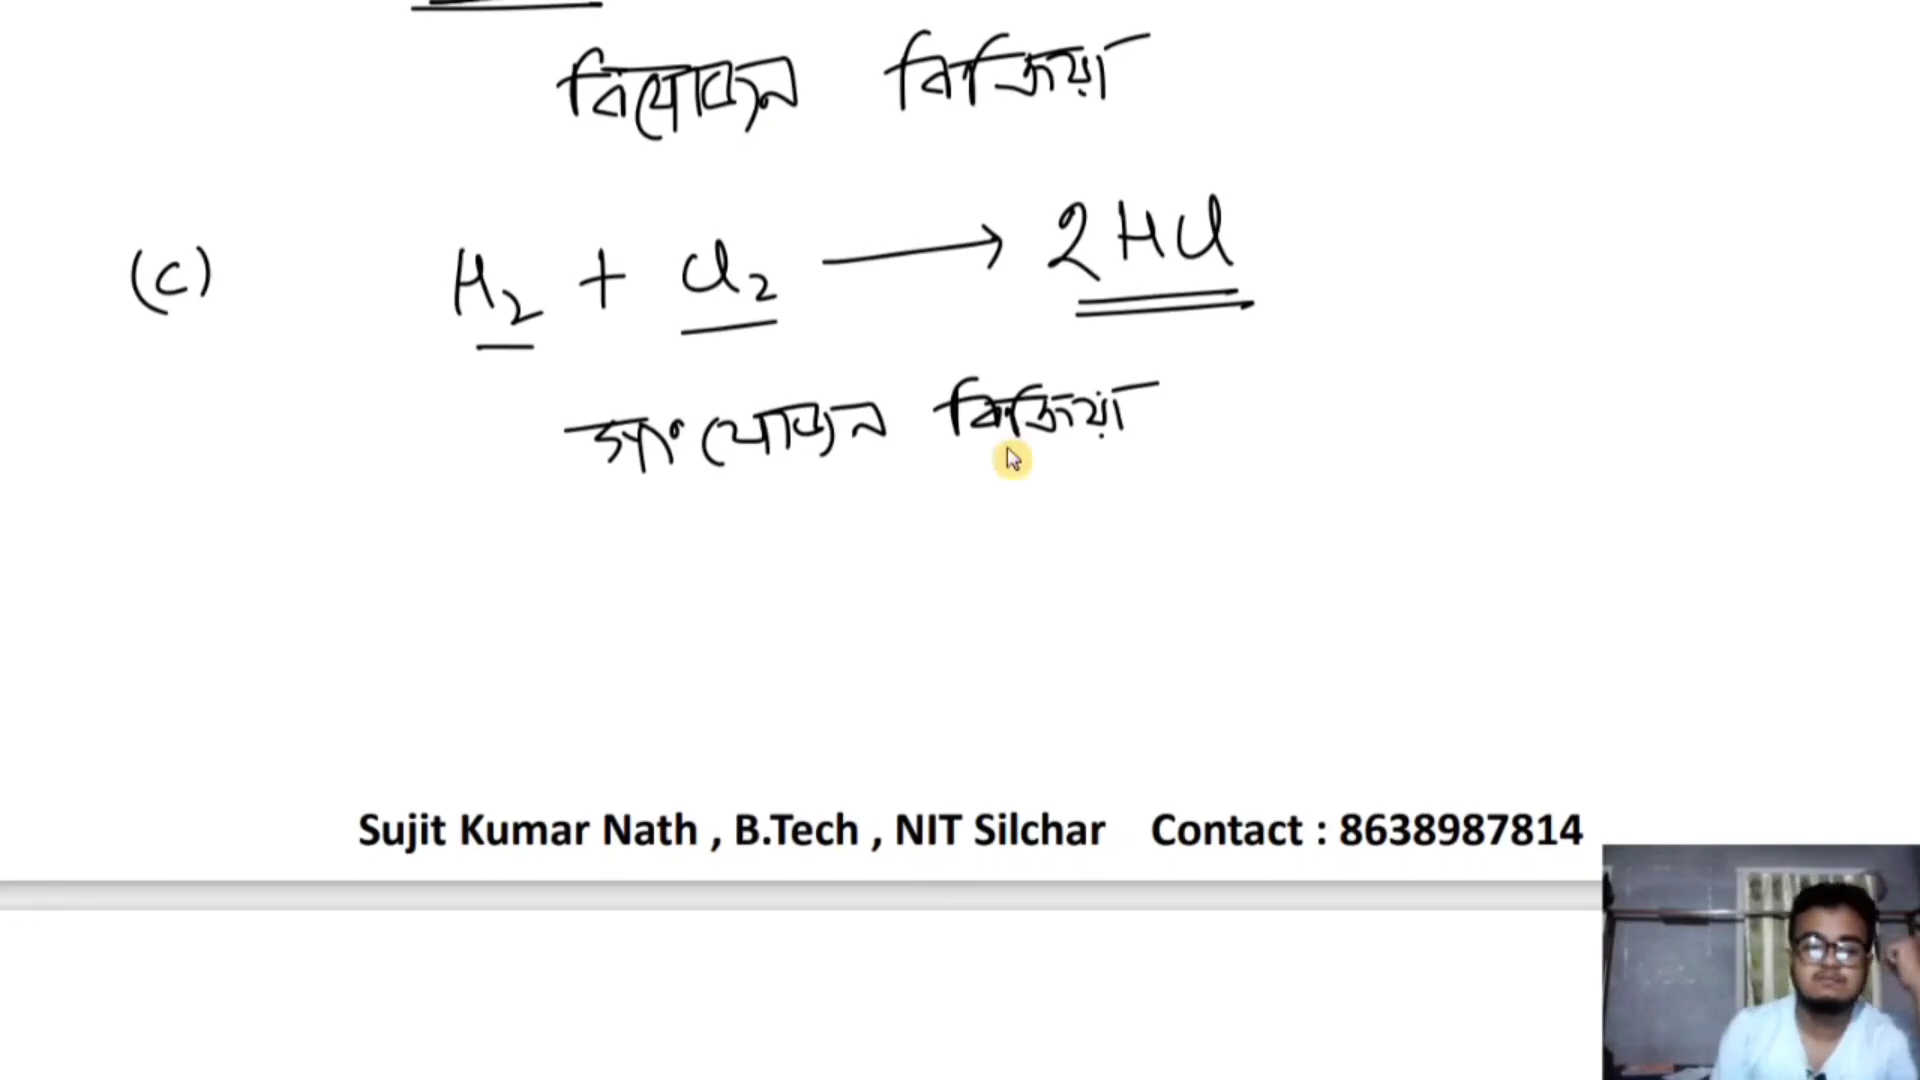 বিযোজন বিক্রিয়া
(c) H₂ + Cl₂ ⟶ 2HCl
সংযোজন বিক্রিয়া
Sujit Kumar Nath , B.Tech , NIT Silchar Contact : 8638987814